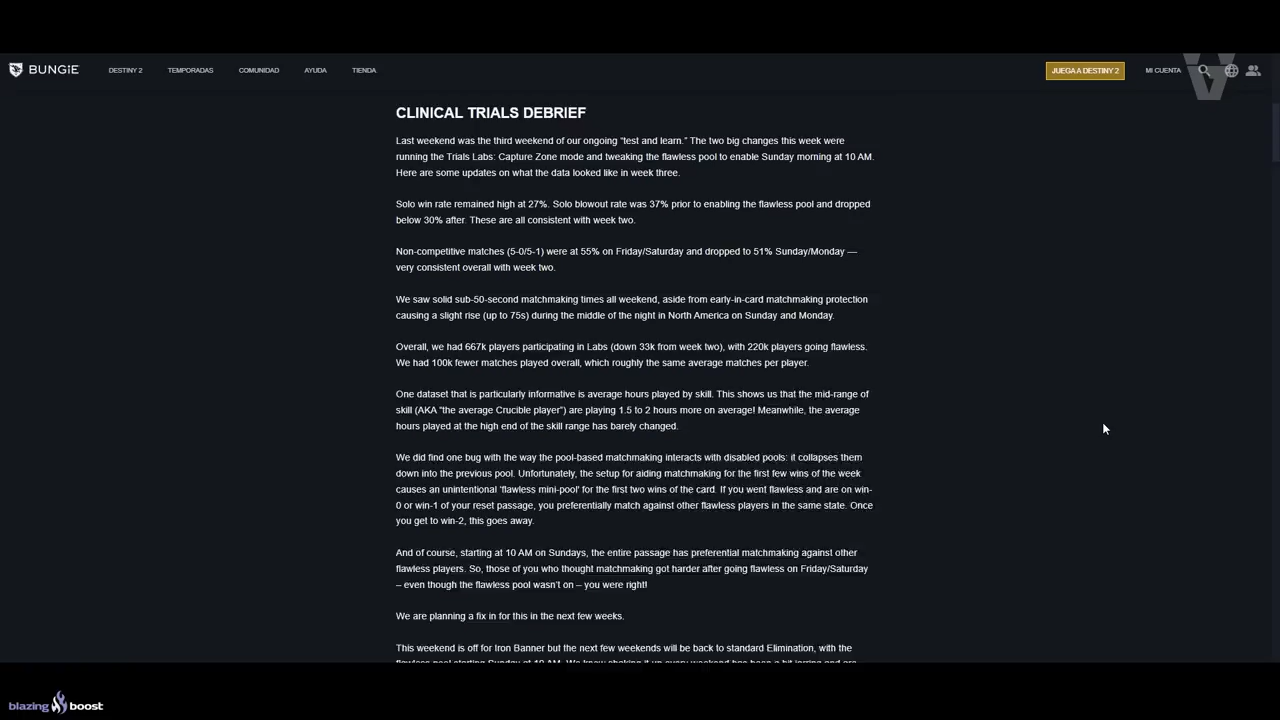 BUNGiE
DESTINY 2
TEMPORADAS
COMUNIDAD
AYUDA
TIENDA
JUEGA A DESTINY 2
MI CUENTA
CLINICAL TRIALS DEBRIEF
Last weekend was the third weekend of our ongoing "test and learn." The two big changes this week were
running the Trials Labs: Capture Zone mode and tweaking the flawless pool to enable Sunday morning at 10 AM.
Here are some updates on what the data looked like in week three.
Solo win rate remained high at 27%. Solo blowout rate was 37% prior to enabling the flawless pool and dropped
below 30% after. These are all consistent with week two.
Non-competitive matches (5-0/5-1) were at 55% on Friday/Saturday and dropped to 51% Sunday/Monday —
very consistent overall with week two.
We saw solid sub-50-second matchmaking times all weekend, aside from early-in-card matchmaking protection
causing a slight rise (up to 75s) during the middle of the night in North America on Sunday and Monday.
Overall, we had 667k players participating in Labs (down 33k from week two), with 220k players going flawless.
We had 100k fewer matches played overall, which roughly the same average matches per player.
One dataset that is particularly informative is average hours played by skill. This shows us that the mid-range of
skill (AKA "the average Crucible player") are playing 1.5 to 2 hours more on average! Meanwhile, the average
hours played at the high end of the skill range has barely changed.
We did find one bug with the way the pool-based matchmaking interacts with disabled pools: it collapses them
down into the previous pool. Unfortunately, the setup for aiding matchmaking for the first few wins of the week
causes an unintentional 'flawless mini-pool' for the first two wins of the card. If you went flawless and are on win-
0 or win-1 of your reset passage, you preferentially match against other flawless players in the same state. Once
you get to win-2, this goes away.
And of course, starting at 10 AM on Sundays, the entire passage has preferential matchmaking against other
flawless players. So, those of you who thought matchmaking got harder after going flawless on Friday/Saturday
– even though the flawless pool wasn't on – you were right!
We are planning a fix in for this in the next few weeks.
This weekend is off for Iron Banner but the next few weekends will be back to standard Elimination, with the
flawless pool starting Sunday at 10 AM. We know shaking it up every weekend has been a bit jarring and are
blazing boost